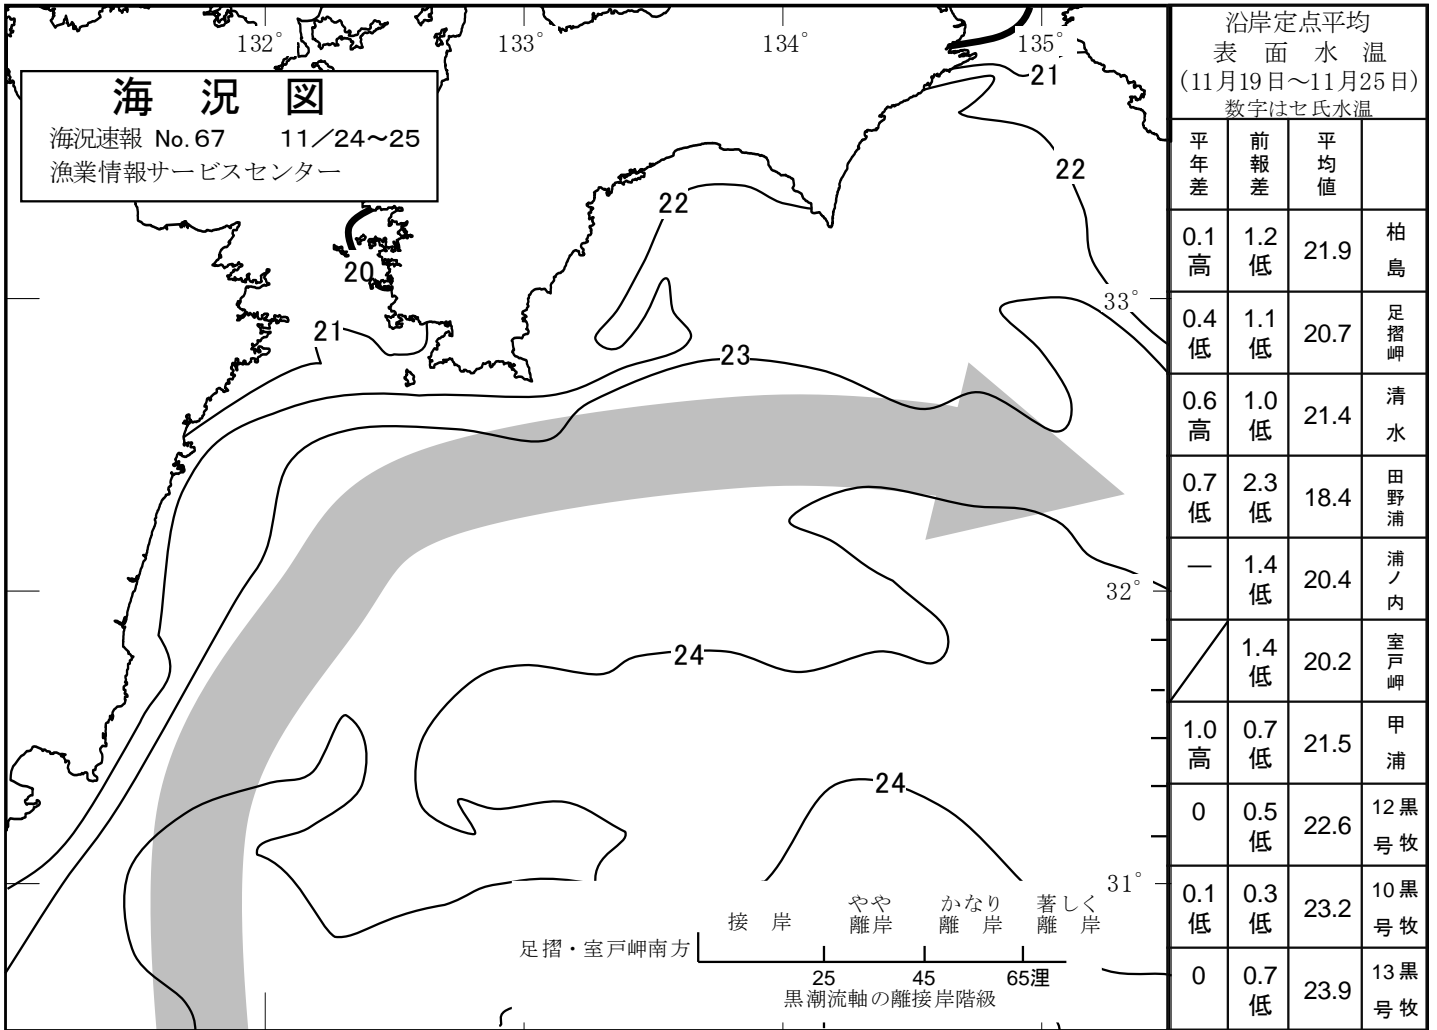 132°
133°
134°
135°
海況図
海況速報 No.67 11/24～25
漁業情報サービスセンター
21
22
22
20
33°
21
23
32°
24
24
31°
接岸
やや離岸
かなり離岸
著しく離岸
足摺・室戸岬南方
25 45 65浬
黒潮流軸の離接岸階級
沿岸定点平均
表面水温
(11月19日～11月25日)
数字はセ氏水温
平年差 前報差 平均値
0.1高 1.2低 21.9 柏島
0.4低 1.1低 20.7 足摺岬
0.6高 1.0低 21.4 清水
0.7低 2.3低 18.4 田野浦
— 1.4低 20.4 浦ノ内
1.4低 20.2 室戸岬
1.0高 0.7低 21.5 甲浦
0 0.5低 22.6 黒牧12号
0.1低 0.3低 23.2 黒牧10号
0 0.7低 23.9 黒牧13号